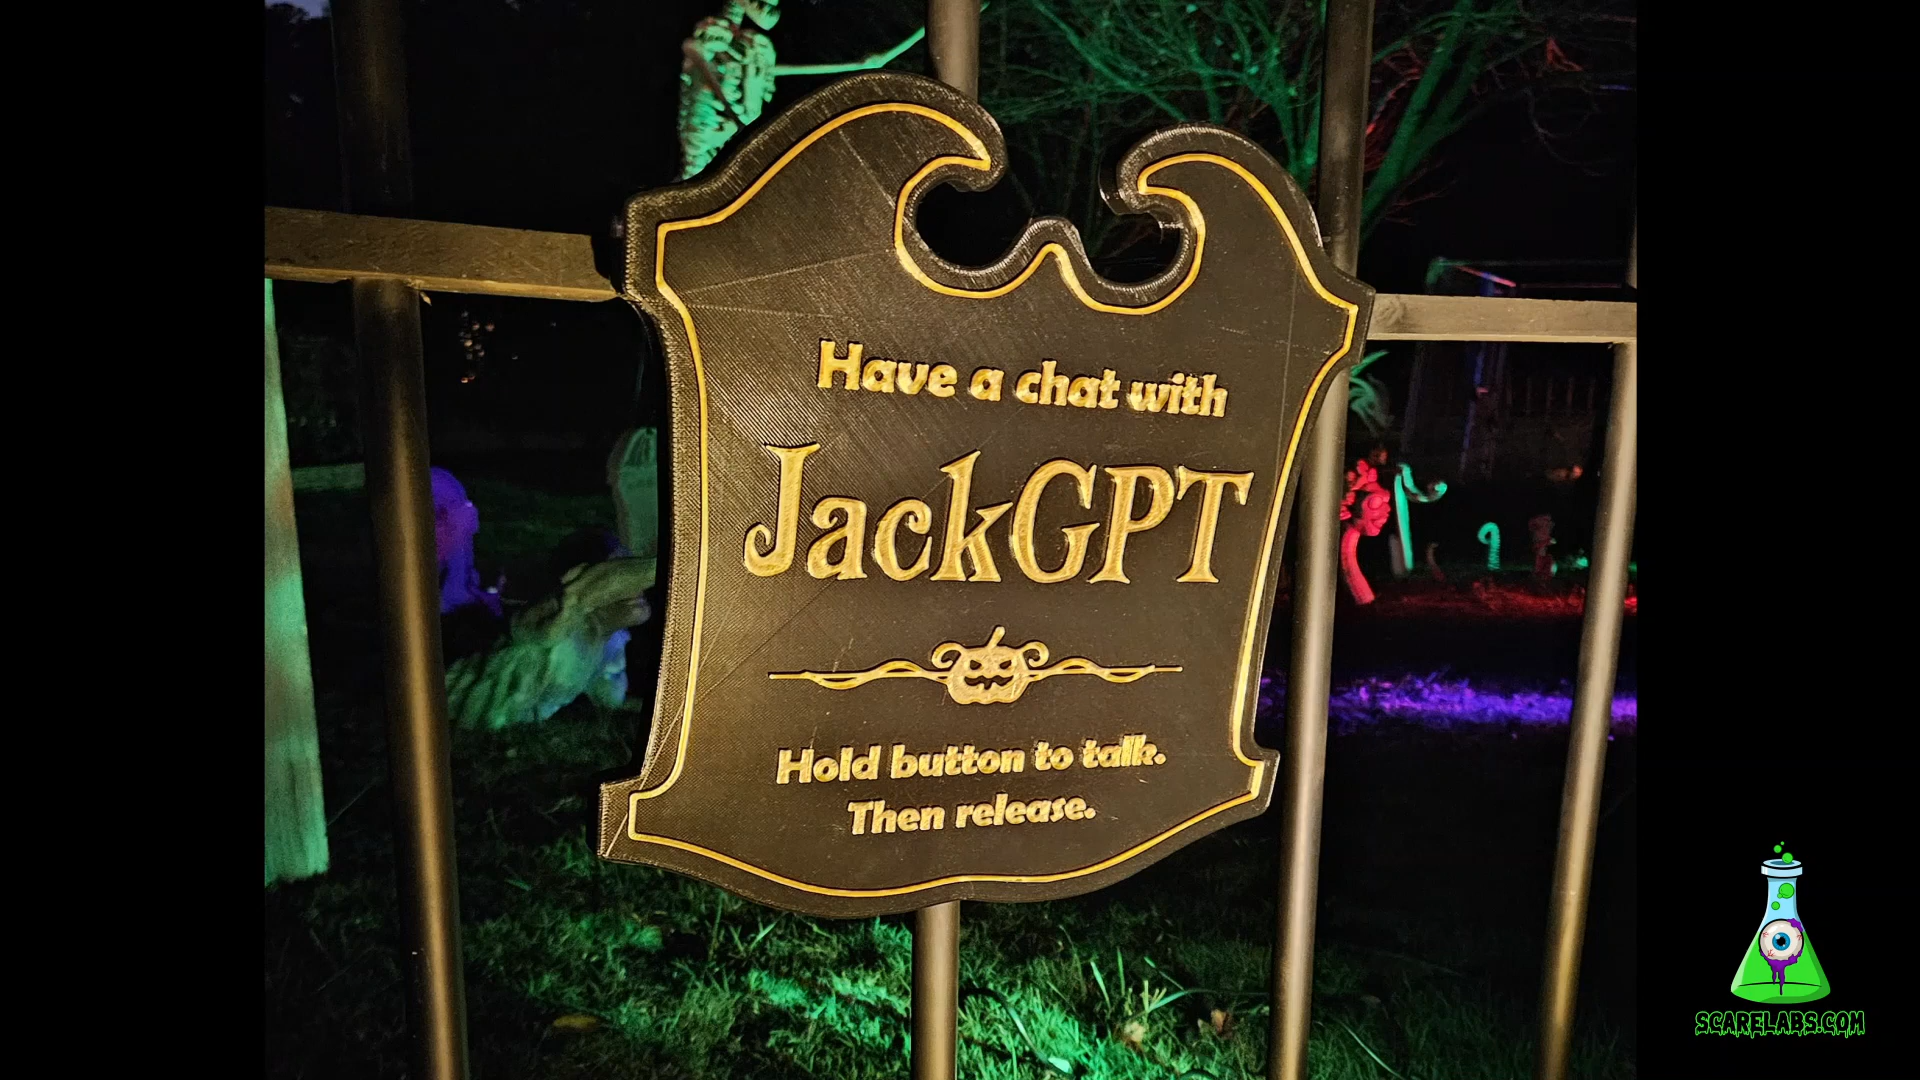 Have a chat with
JackGPT
Hold button to talk.
Then release.
SCARELABS.COM